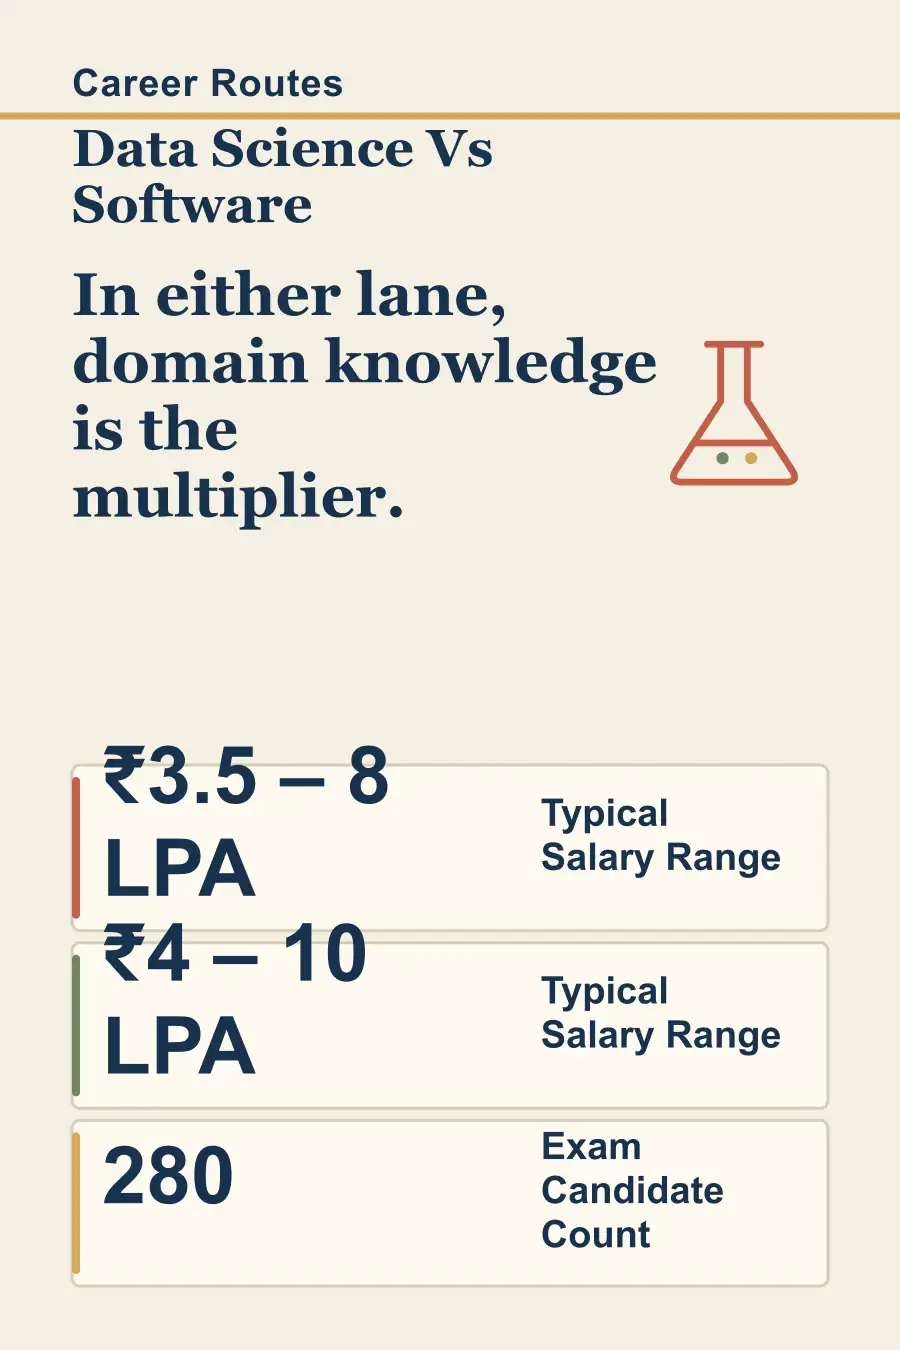 Career Routes
Data Science Vs
Software
In either lane,
domain knowledge
is the
multiplier.
₹3.5 – 8
LPA
Typical
Salary Range
₹4 – 10
LPA
Typical
Salary Range
280
Exam
Candidate
Count